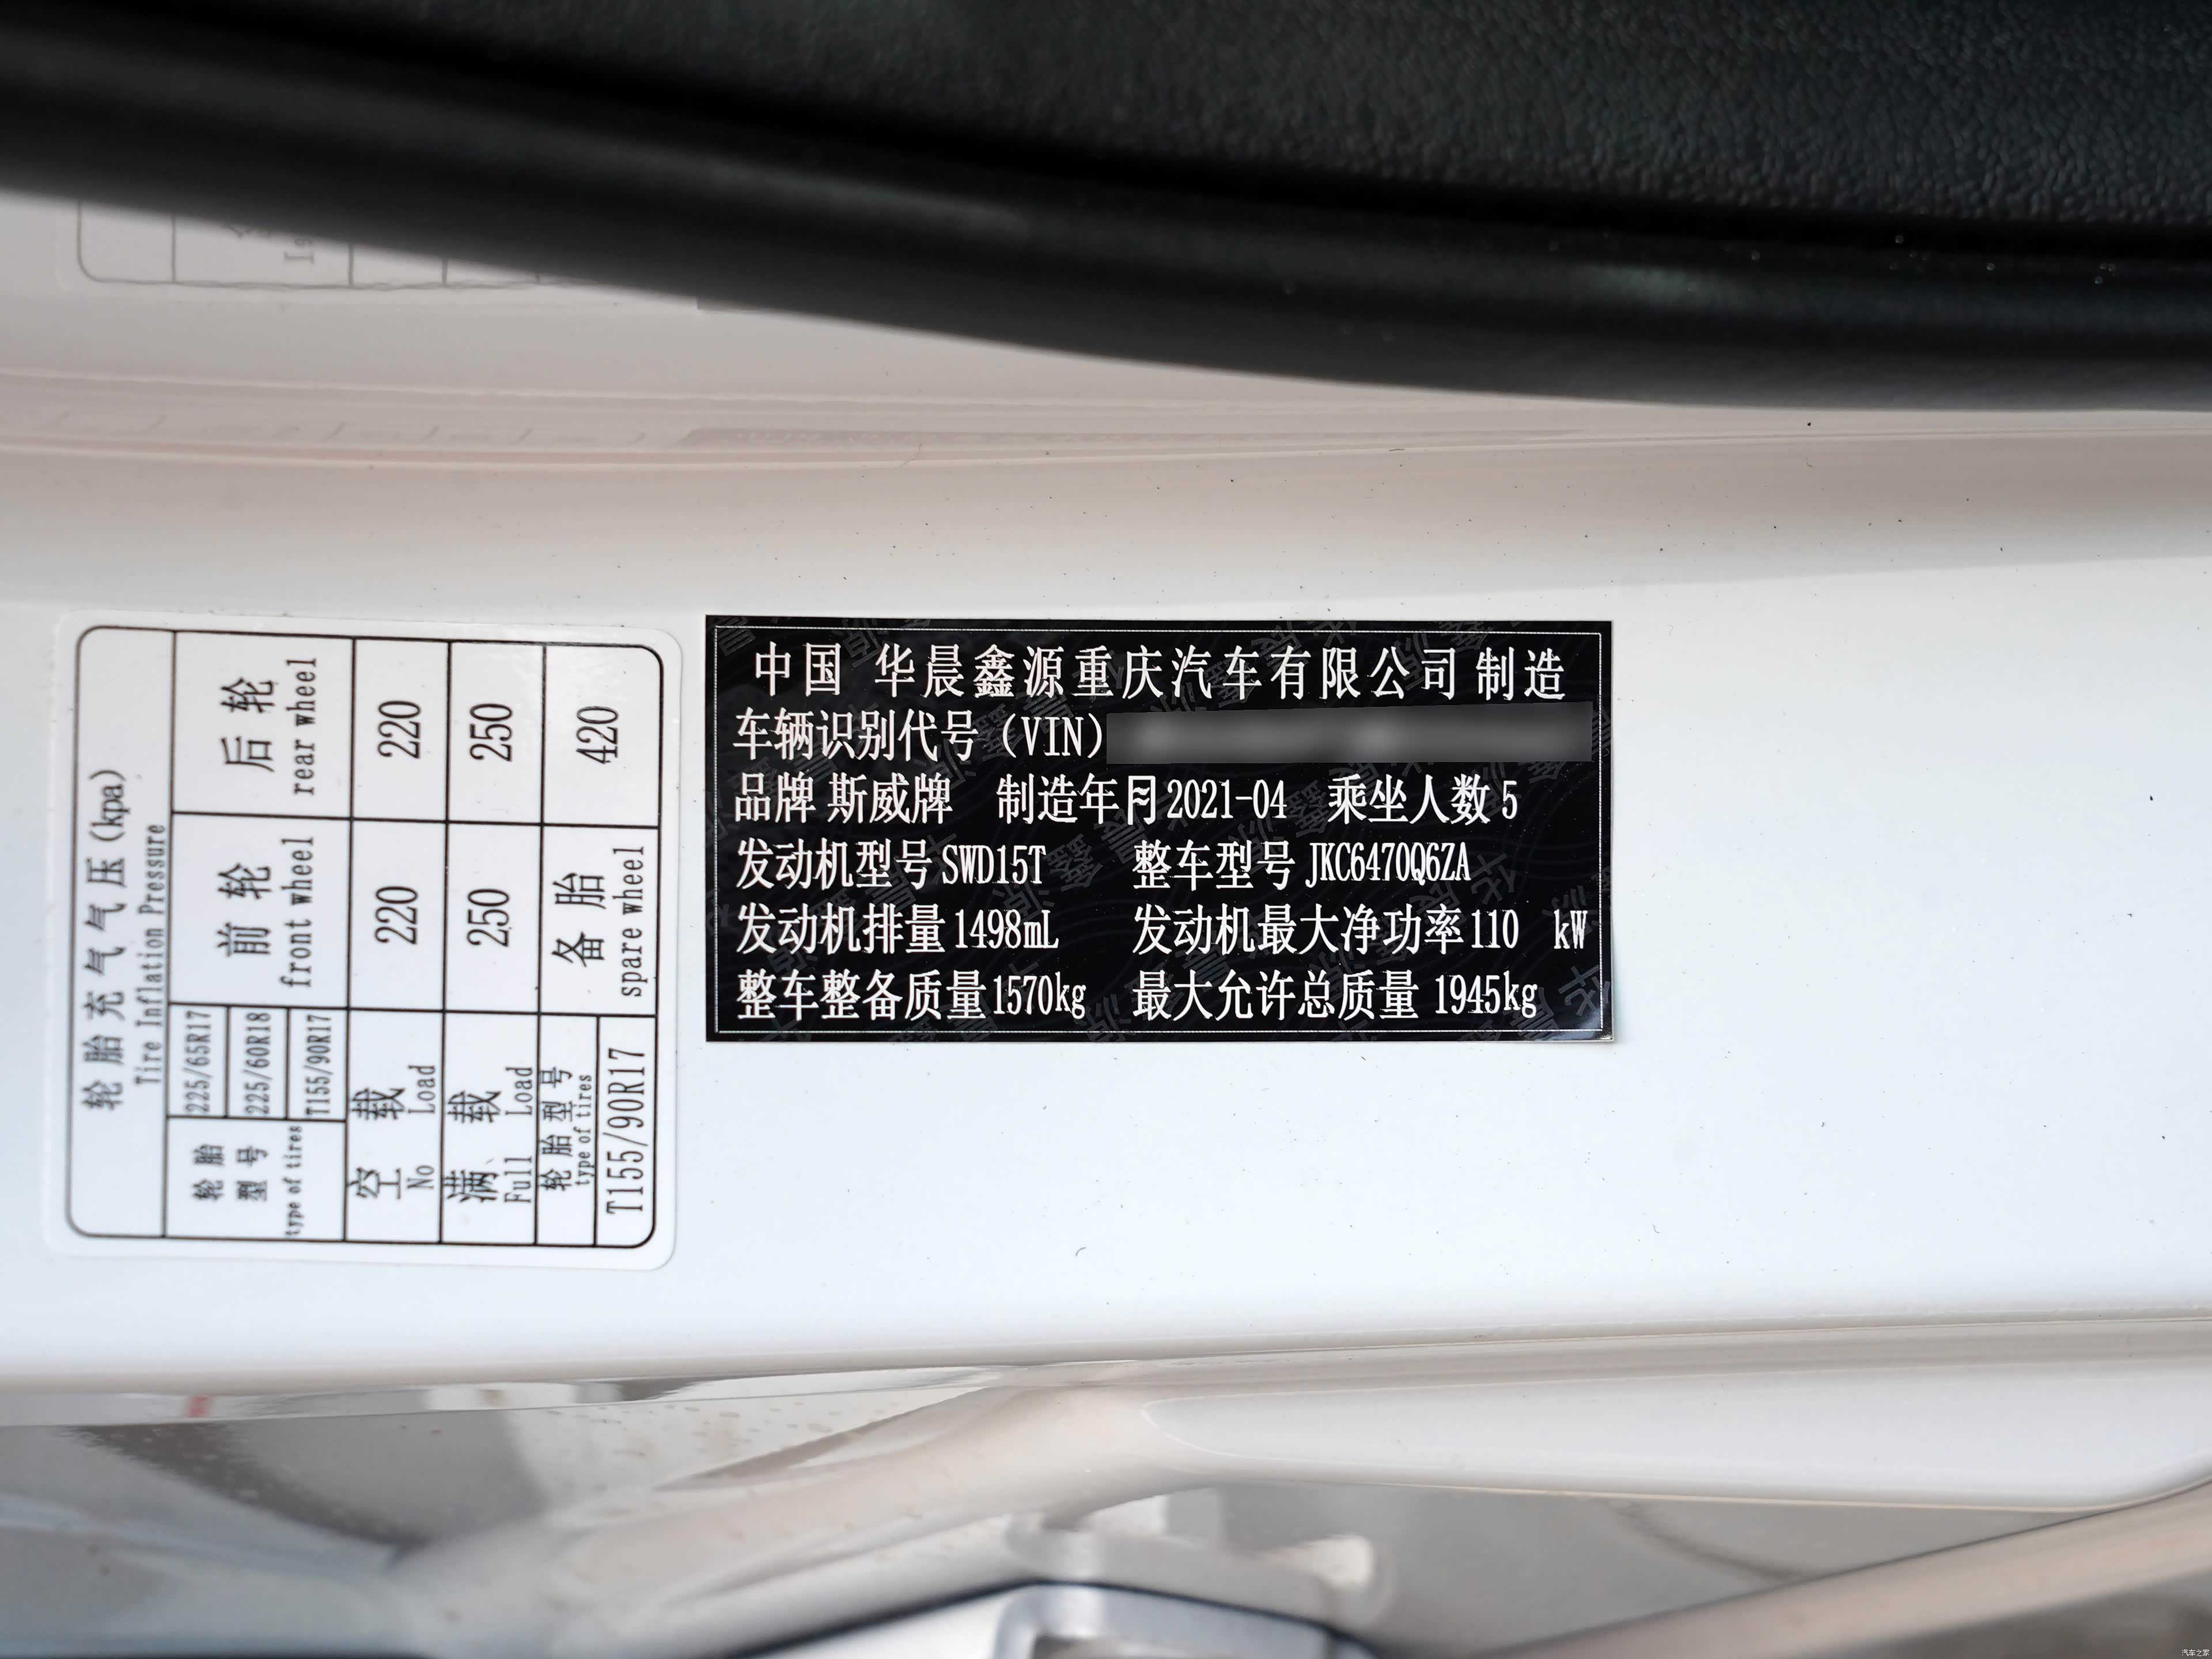 轮胎充气气压(kpa)
Tire Inflation Pressure
轮胎型号
type of tires
225/65R17
225/60R18
T155/90R17
前轮
front wheel
后轮
rear wheel
空载
No Load
220
220
满载
Full Load
250
250
轮胎型号
type of tires
T155/90R17
备胎
spare wheel
420
中国 华晨鑫源重庆汽车有限公司 制造
车辆识别代号（VIN）
品牌 斯威牌 制造年月 2021-04 乘坐人数 5
发动机型号 SWD15T 整车型号 JKC6470Q6ZA
发动机排量 1498mL 发动机最大净功率 110 kW
整车整备质量 1570kg 最大允许总质量 1945kg
汽车之家